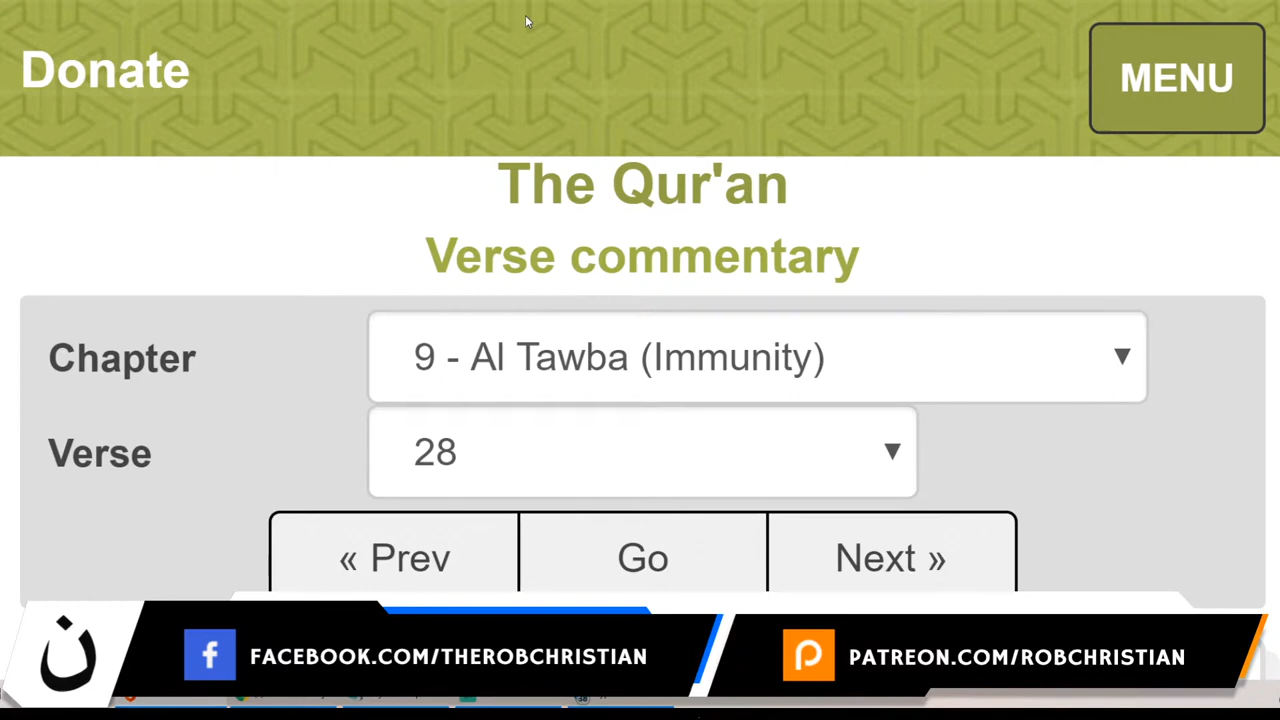 Donate
MENU
The Qur'an
Verse commentary
Chapter
9 - Al Tawba (Immunity)
▼
Verse
28
▼
« Prev
Go
Next »
ن
f
FACEBOOK.COM/THEROBCHRISTIAN
PATREON.COM/ROBCHRISTIAN